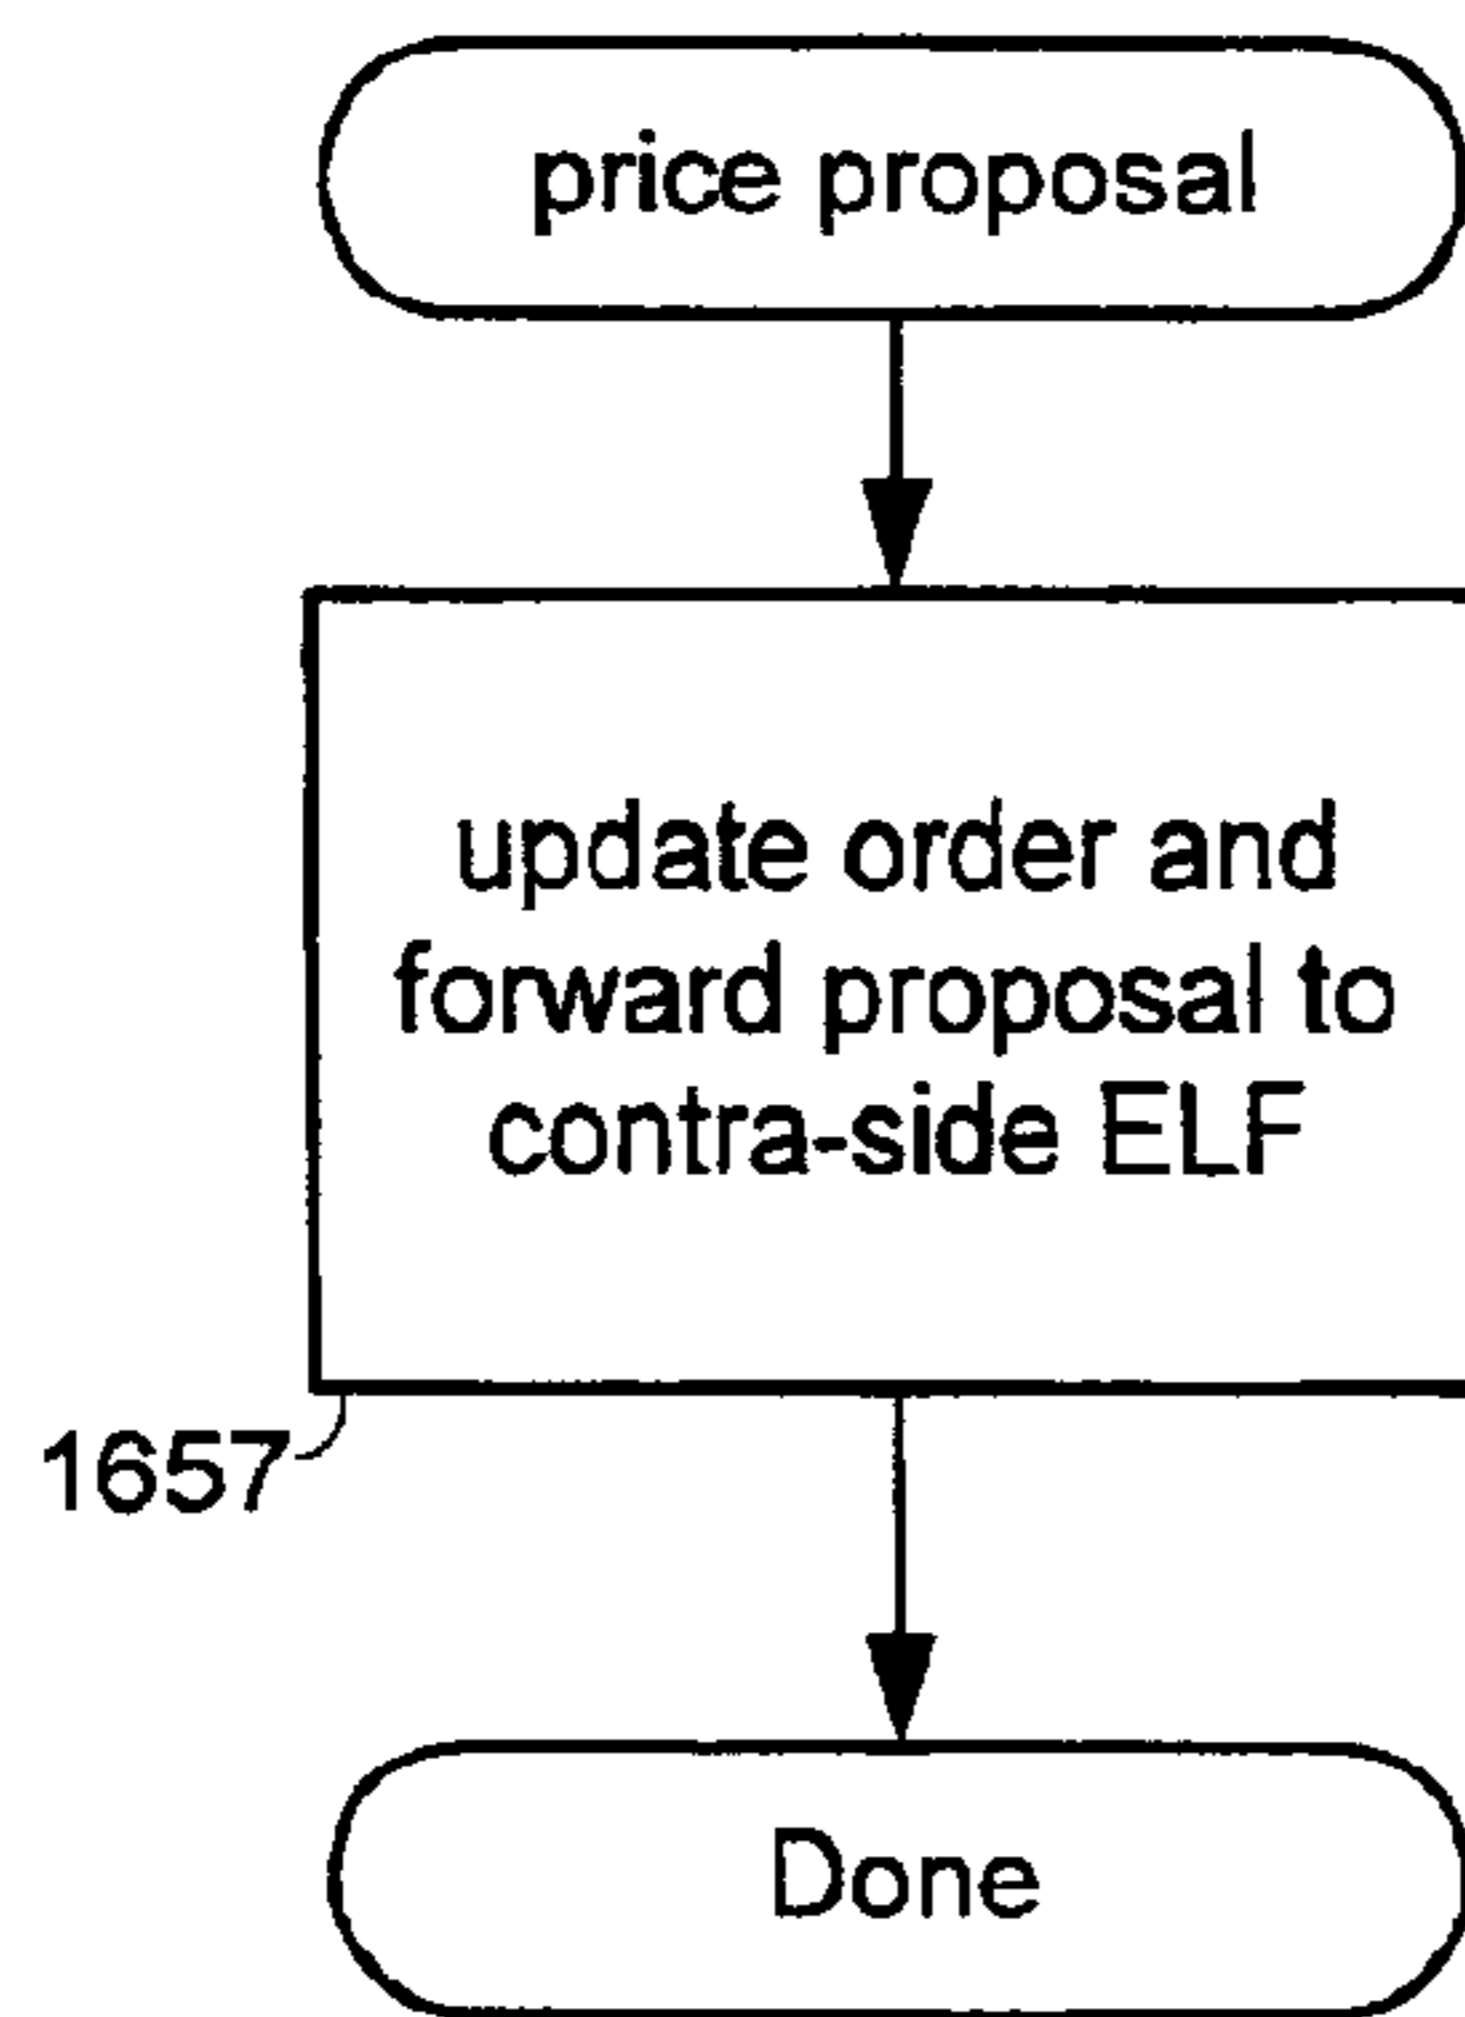 price proposal
update order and
forward proposal to
contra-side ELF
1657
Done